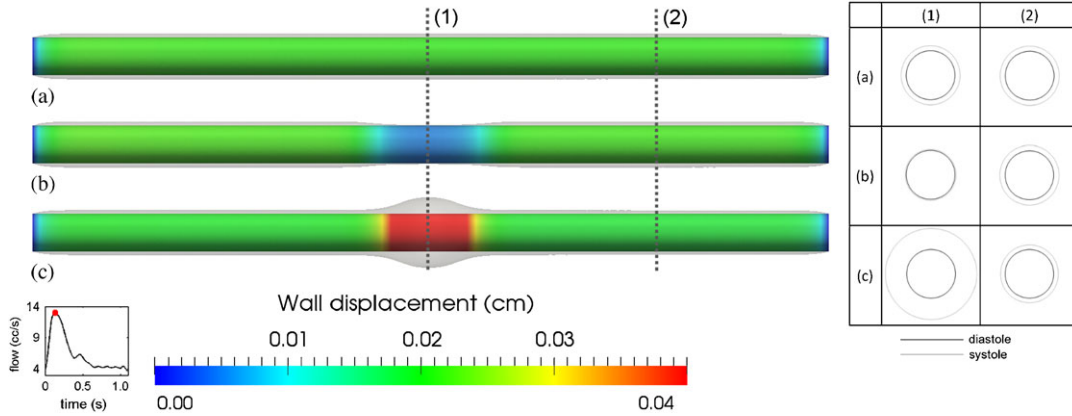 (1) (2)
(a)
(b)
(c)
Wall displacement (cm)
0.01 0.02 0.03
0.00 0.04
flow (cc/s)
14
9
4
0 0.5 1.0
time (s)
(1) (2)
(a)
(b)
(c)
diastole
systole